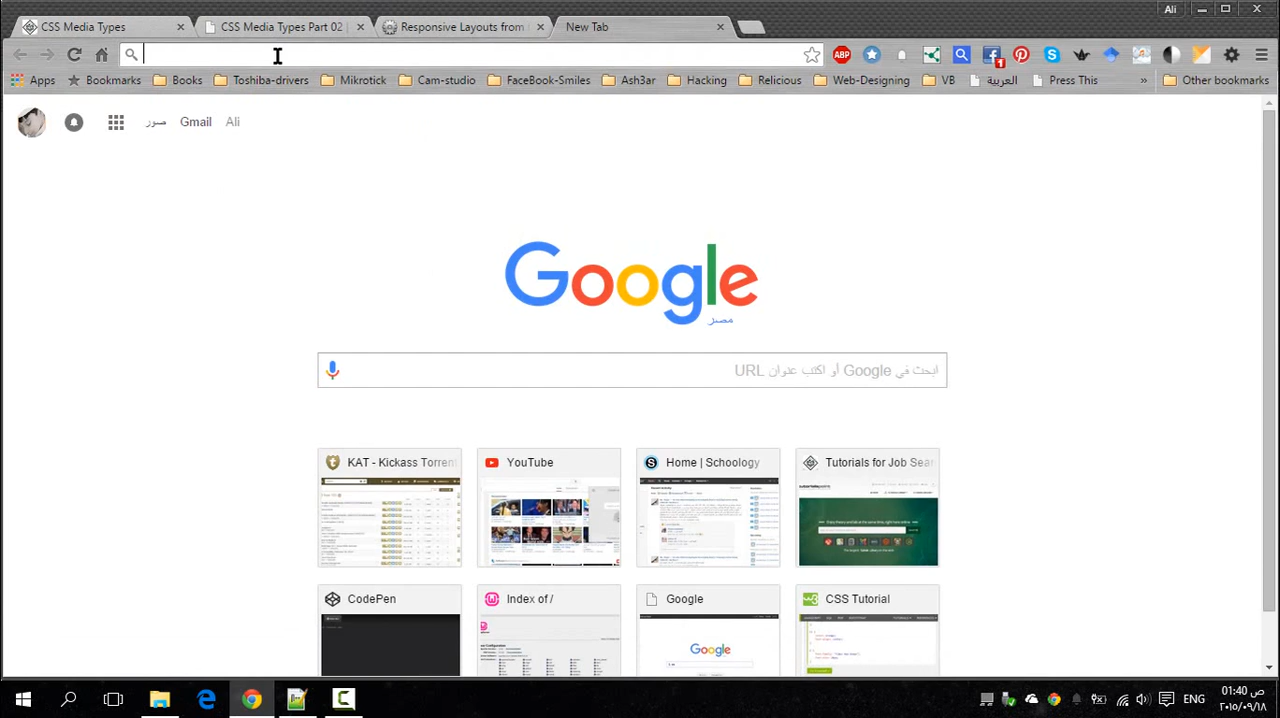 Ali
CSS Media Types
CSS Media Types Part 02 |
Responsive Layouts from
New Tab
ABP
1
Apps
Bookmarks
Books
Toshiba-drivers
Mikrotick
Cam-studio
FaceBook-Smiles
Ash3ar
Hacking
Relicious
Web-Designing
VB
العربية
Press This
»
Other bookmarks
صور
Gmail
Ali
Google
مصر
ابحث في Google أو اكتب عنوان URL
KAT - Kickass Torren
YouTube
Home | Schoology
Tutorials for Job Sear
CodePen
Index of /
Google
CSS Tutorial
Google
ENG
01:40 ص
٢٠١٥/٠٩/١٨